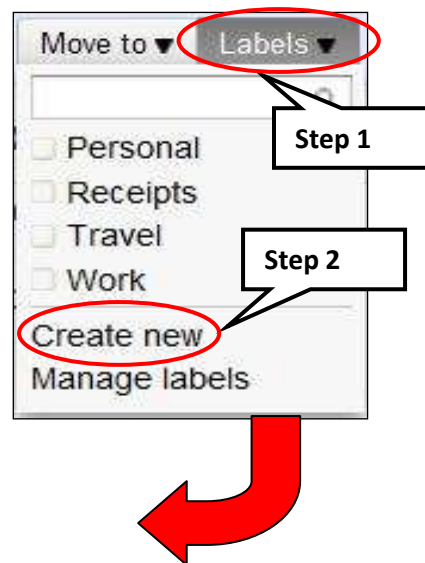 Move to ▼ Labels ▼
Step 1
Personal
Receipts
Travel
Work
Step 2
Create new
Manage labels